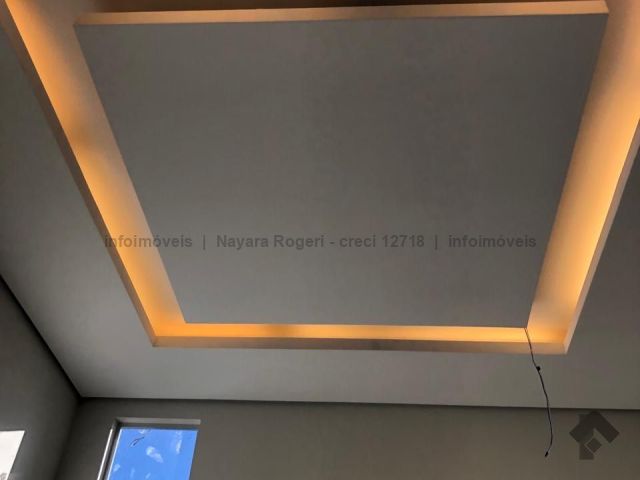 infoimóveis | Nayara Rogeri - creci 12718 | infoimóveis